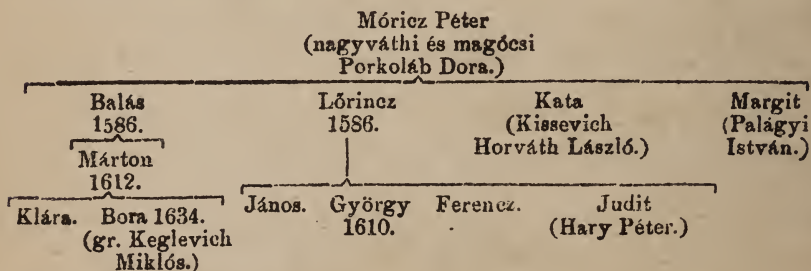 Móricz Péter
(nagyváthi és magócsi
Porkoláb Dora.)
Balás Lőrincz Kata Margit
1586. 1586. (Kissevich (Palágyi
Horváth László.) István.)
Márton
1612.
Klára. Bora 1634. János. György Ferencz. Judit
(gr. Keglevich 1610. (Hary Péter.)
Miklós.)